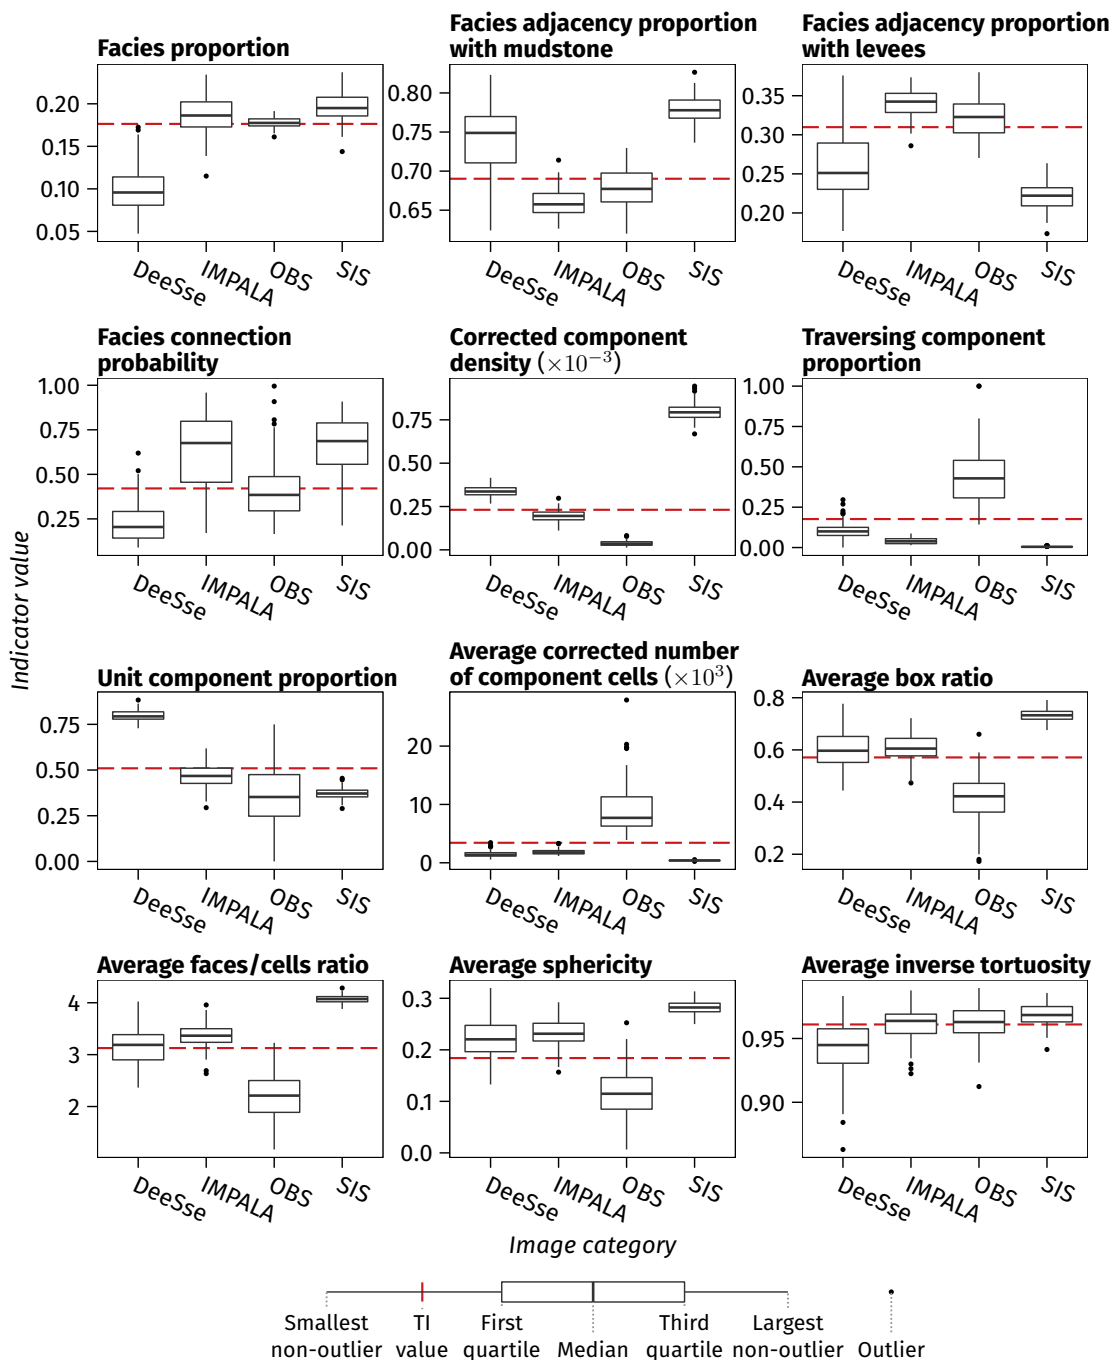 Facies proportion
0.20
0.15
0.10
0.05
DeeSse IMPALA OBS SIS
Facies adjacency proportion
with mudstone
0.80
0.75
0.70
0.65
DeeSse IMPALA OBS SIS
Facies adjacency proportion
with levees
0.35
0.30
0.25
0.20
DeeSse IMPALA OBS SIS
Facies connection
probability
1.00
0.75
0.50
0.25
DeeSse IMPALA OBS SIS
Corrected component
density (×10⁻³)
0.75
0.50
0.25
0.00
DeeSse IMPALA OBS SIS
Traversing component
proportion
1.00
0.75
0.50
0.25
0.00
DeeSse IMPALA OBS SIS
Indicator value
Unit component proportion
0.75
0.50
0.25
0.00
DeeSse IMPALA OBS SIS
Average corrected number
of component cells (×10³)
20
10
0
DeeSse IMPALA OBS SIS
Average box ratio
0.8
0.6
0.4
0.2
DeeSse IMPALA OBS SIS
Average faces/cells ratio
4
3
2
DeeSse IMPALA OBS SIS
Average sphericity
0.3
0.2
0.1
0.0
DeeSse IMPALA OBS SIS
Average inverse tortuosity
0.95
0.90
DeeSse IMPALA OBS SIS
Image category
Smallest
non-outlier
TI
value
First
quartile
Median
Third
quartile
Largest
non-outlier
Outlier